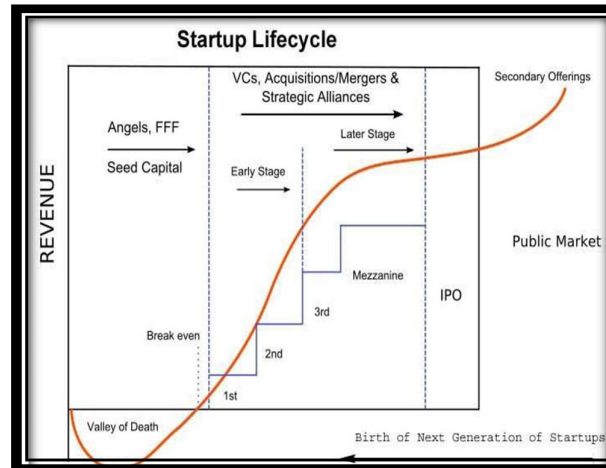 Startup Lifecycle
VCs, Acquisitions/Mergers &
Strategic Alliances
Secondary Offerings
Angels, FFF
Seed Capital
Later Stage
Early Stage
REVENUE
Public Market
Mezzanine
IPO
3rd
Break even
2nd
1st
Valley of Death
Birth of Next Generation of Startups